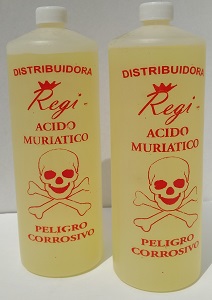 DISTRIBUIDORA
Regi-
ACIDO
MURIATICO
PELIGRO
CORROSIVO
DISTRIBUIDORA
Regi-
ACIDO
MURIATICO
PELIGRO
CORROSIVO